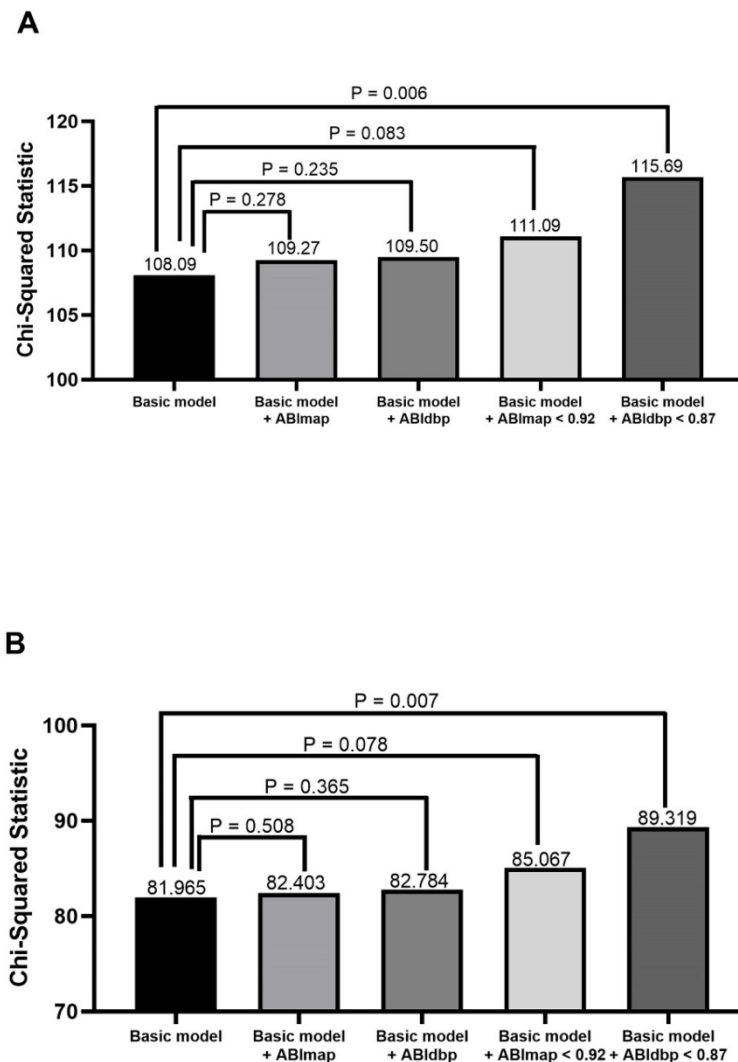 A
P = 0.006
120
P = 0.083
115.69
P = 0.235
115
P = 0.278
111.09
109.27
109.50
110
108.09
105
100
Chi-Squared Statistic
Basic model
Basic model
+ ABImap
Basic model
+ ABIdbp
Basic model
+ ABImap < 0.92
Basic model
+ ABIdbp < 0.87
B
P = 0.007
100
P = 0.078
P = 0.365
90
P = 0.508
89.319
85.067
81.965
82.403
82.784
80
70
Chi-Squared Statistic
Basic model
Basic model
+ ABImap
Basic model
+ ABIdbp
Basic model
+ ABImap < 0.92
Basic model
+ ABIdbp < 0.87